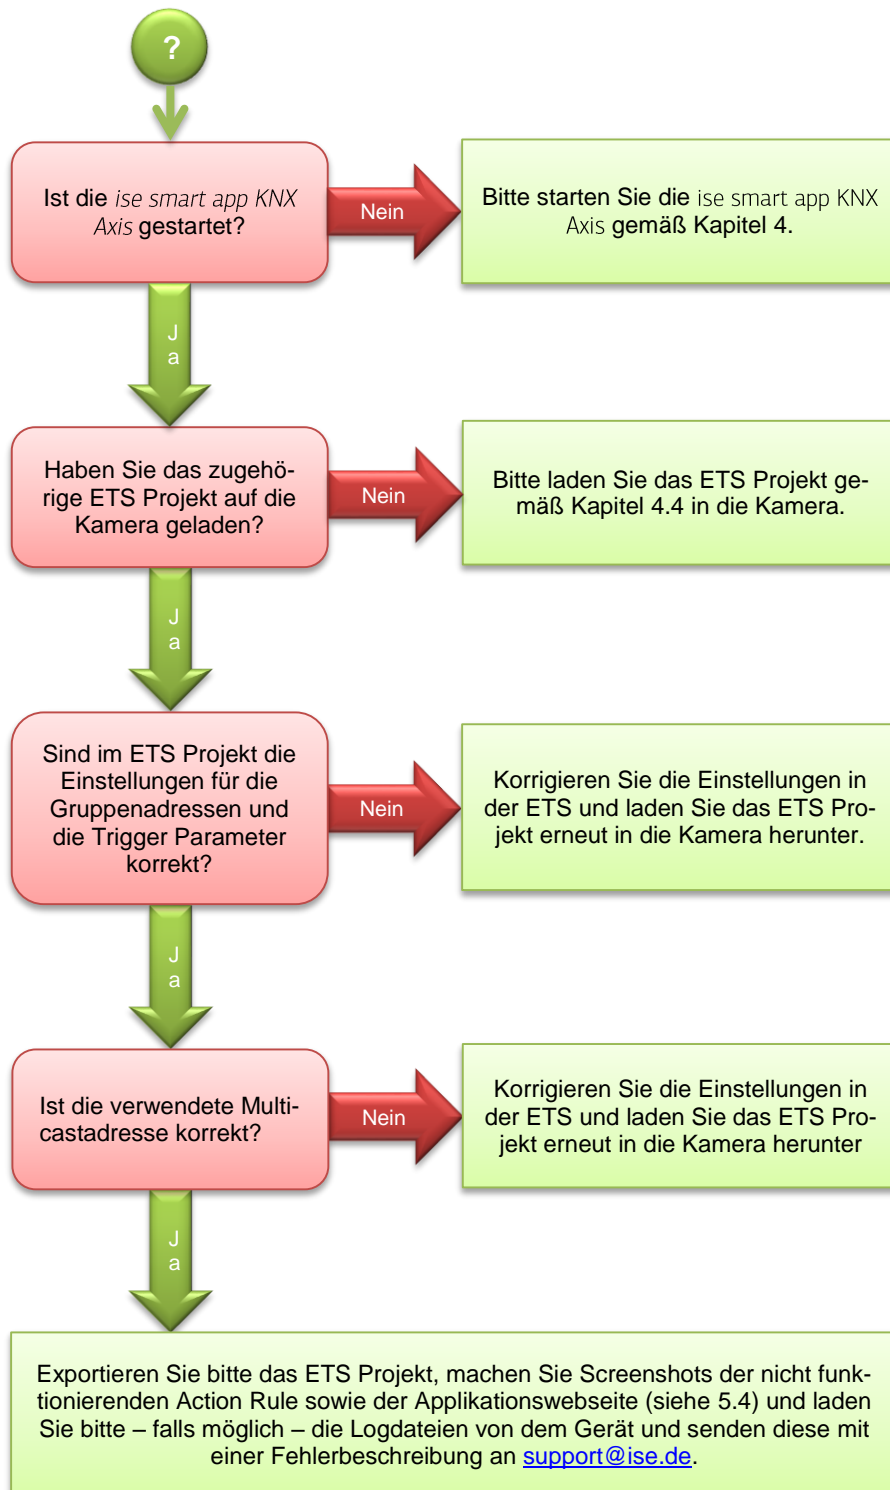 ?
Ist die ise smart app KNX
Axis gestartet?
Nein
Bitte starten Sie die ise smart app KNX
Axis gemäß Kapitel 4.
J
a
Haben Sie das zugehö-
rige ETS Projekt auf die
Kamera geladen?
Nein
Bitte laden Sie das ETS Projekt ge-
mäß Kapitel 4.4 in die Kamera.
J
a
Sind im ETS Projekt die
Einstellungen für die
Gruppenadressen und
die Trigger Parameter
korrekt?
Nein
Korrigieren Sie die Einstellungen in
der ETS und laden Sie das ETS Pro-
jekt erneut in die Kamera herunter.
J
a
Ist die verwendete Multi-
castadresse korrekt?
Nein
Korrigieren Sie die Einstellungen in
der ETS und laden Sie das ETS Pro-
jekt erneut in die Kamera herunter
J
a
Exportieren Sie bitte das ETS Projekt, machen Sie Screenshots der nicht funk-
tionierenden Action Rule sowie der Applikationswebseite (siehe 5.4) und laden
Sie bitte – falls möglich – die Logdateien von dem Gerät und senden diese mit
einer Fehlerbeschreibung an support@ise.de.